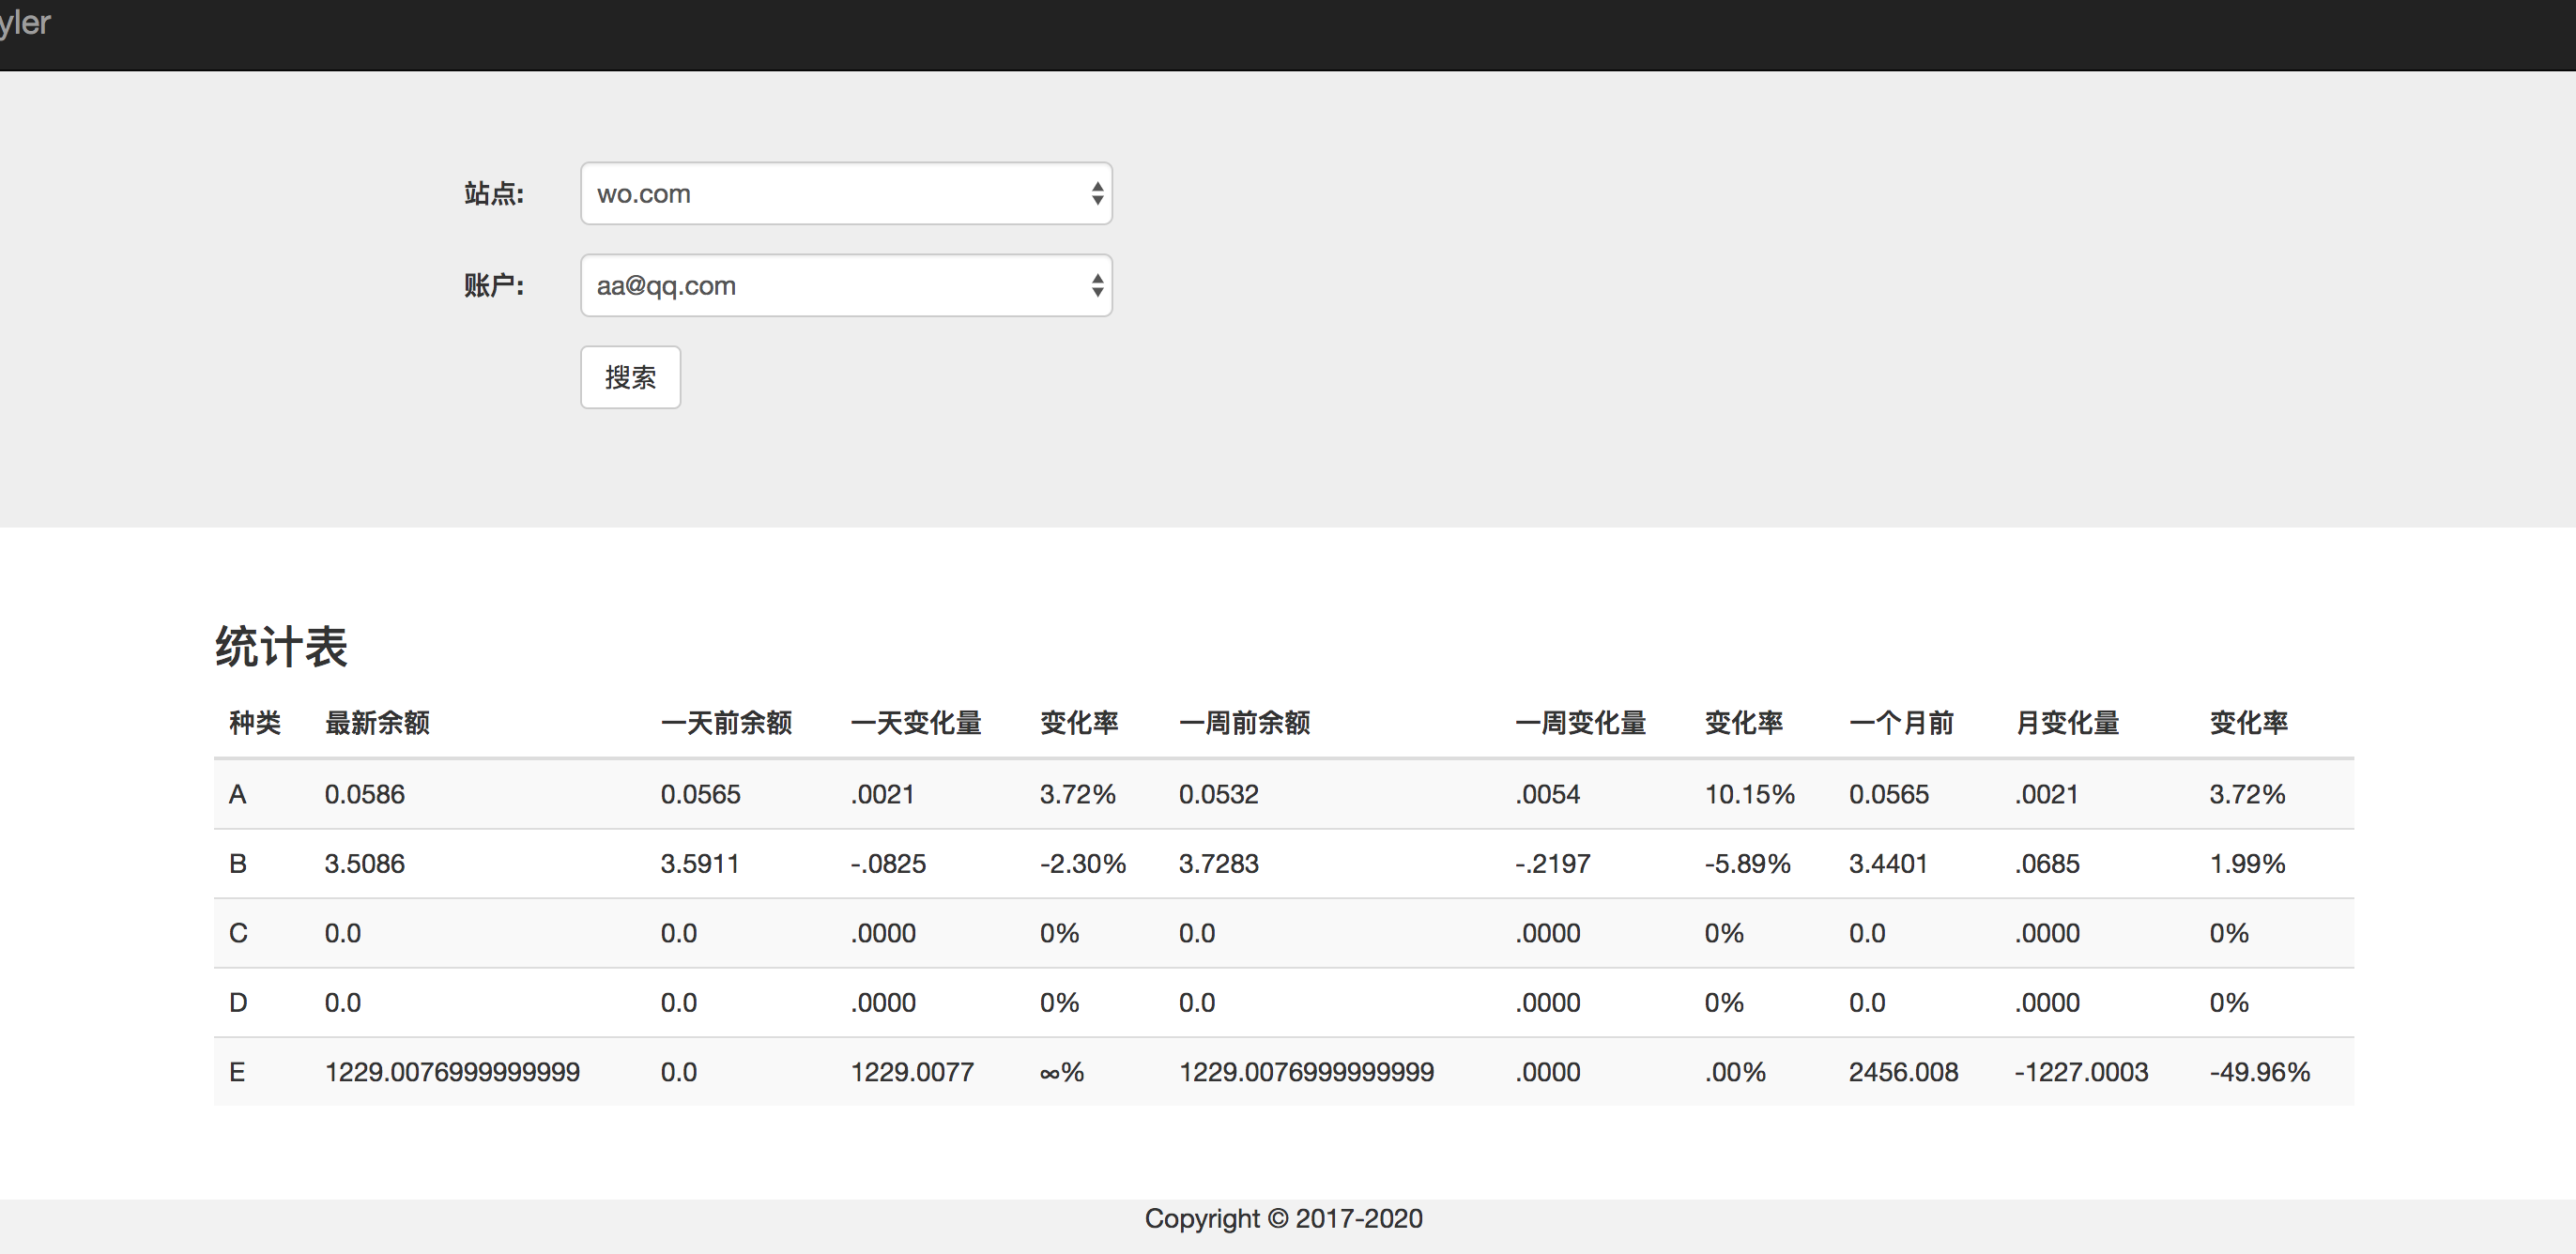 yler
站点:
wo.com
账户:
aa@qq.com
搜索
统计表
种类 最新余额 一天前余额 一天变化量 变化率 一周前余额 一周变化量 变化率 一个月前 月变化量 变化率
A 0.0586 0.0565 .0021 3.72% 0.0532 .0054 10.15% 0.0565 .0021 3.72%
B 3.5086 3.5911 -.0825 -2.30% 3.7283 -.2197 -5.89% 3.4401 .0685 1.99%
C 0.0 0.0 .0000 0% 0.0 .0000 0% 0.0 .0000 0%
D 0.0 0.0 .0000 0% 0.0 .0000 0% 0.0 .0000 0%
E 1229.0076999999999 0.0 1229.0077 ∞% 1229.0076999999999 .0000 .00% 2456.008 -1227.0003 -49.96%
Copyright © 2017-2020